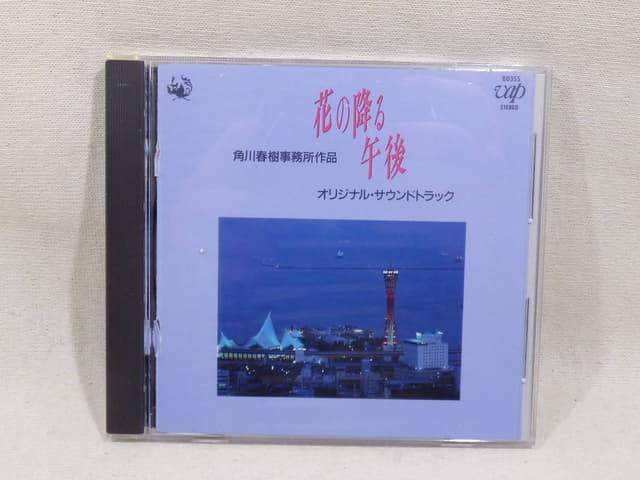 80355
vap
STEREO
花の降る
午後
角川春樹事務所作品
オリジナル・サウンドトラック